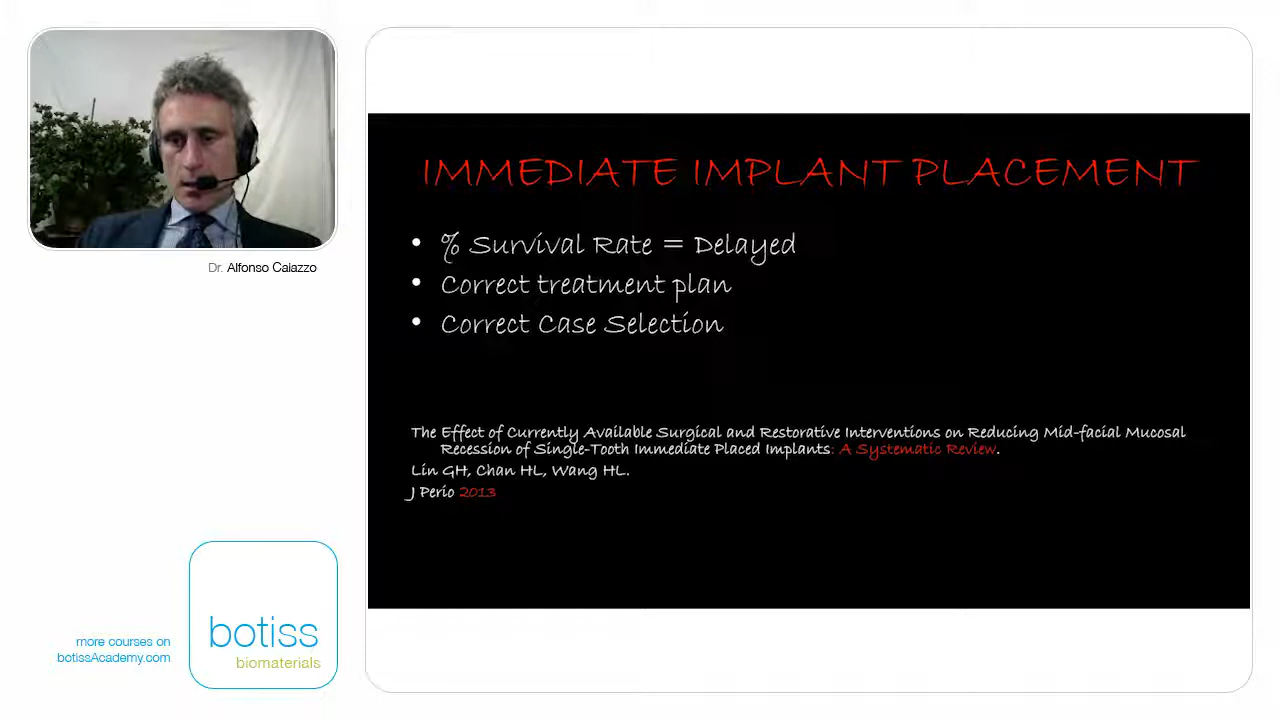 Dr. Alfonso Caiazzo
IMMEDIATE IMPLANT PLACEMENT
• % Survival Rate = Delayed
• Correct treatment plan
• Correct Case Selection
The Effect of Currently Available Surgical and Restorative Interventions on Reducing Mid-facial Mucosal
Recession of Single-Tooth Immediate Placed Implants: A Systematic Review.
Lin GH, Chan HL, Wang HL.
J Perio 2013
more courses on
botissAcademy.com
botiss
biomaterials